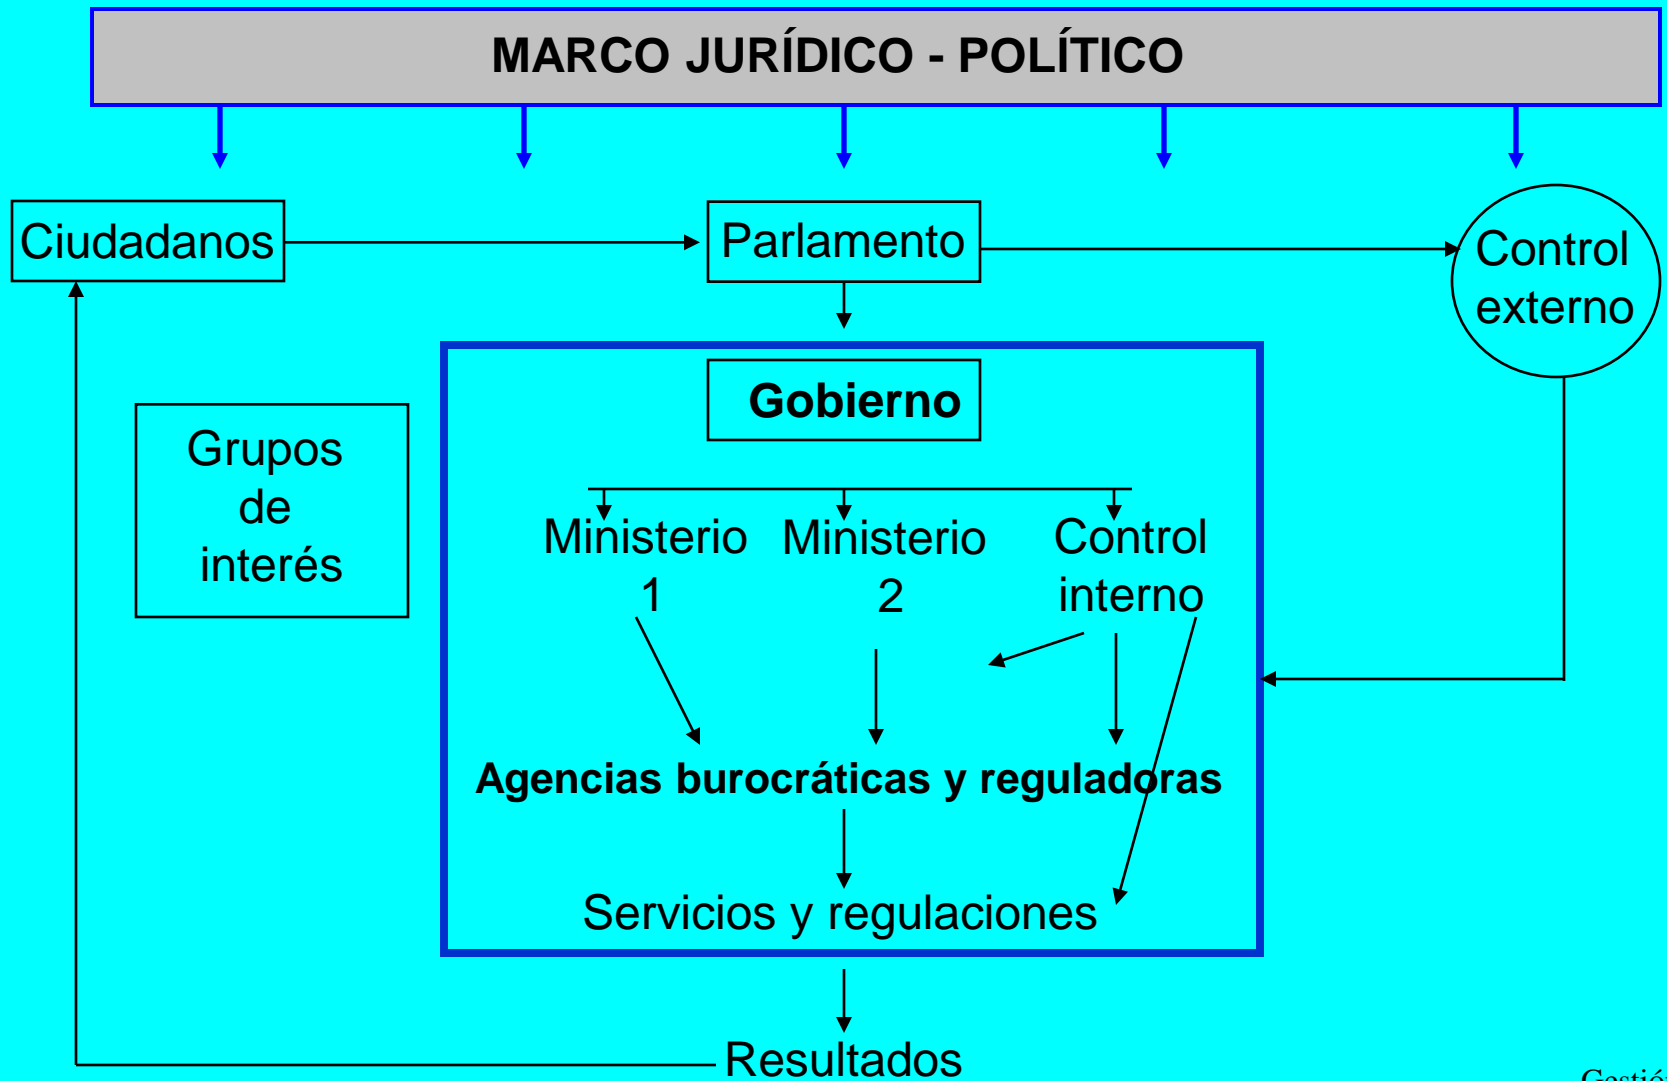 MARCO JURÍDICO - POLÍTICO
Ciudadanos
Parlamento
Control
externo
Gobierno
Grupos
de
interés
Ministerio
1
Ministerio
2
Control
interno
Agencias burocráticas y reguladoras
Servicios y regulaciones
Resultados